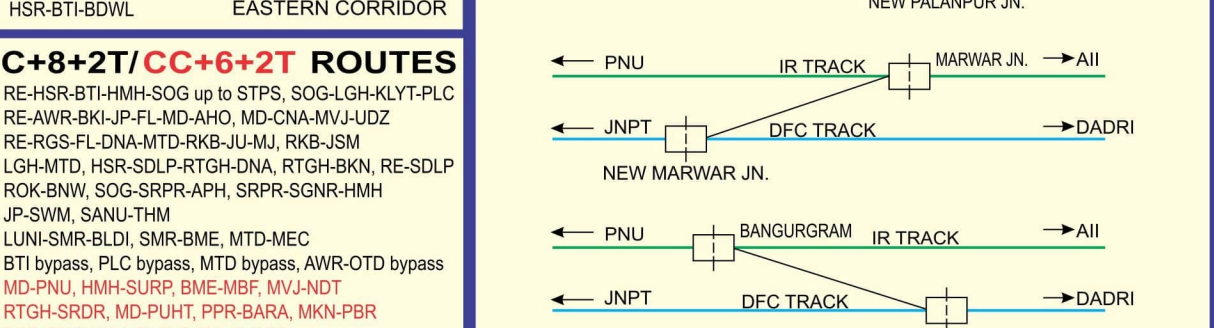 HSR-BTI-BDWL EASTERN CORRIDOR
C+8+2T/CC+6+2T ROUTES
RE-HSR-BTI-HMH-SOG up to STPS, SOG-LGH-KLYT-PLC
RE-AWR-BKI-JP-FL-MD-AHO, MD-CNA-MVJ-UDZ
RE-RGS-FL-DNA-MTD-RKB-JU-MJ, RKB-JSM
LGH-MTD, HSR-SDLP-RTGH-DNA, RTGH-BKN, RE-SDLP
ROK-BNW, SOG-SRPR-APH, SRPR-SGNR-HMH
JP-SWM, SANU-THM
LUNI-SMR-BLDI, SMR-BME, MTD-MEC
BTI bypass, PLC bypass, MTD bypass, AWR-OTD bypass
MD-PNU, HMH-SURP, BME-MBF, MVJ-NDT
RTGH-SRDR, MD-PUHT, PPR-BARA, MKN-PBR
NEW PALANPUR JN.
PNU IR TRACK MARWAR JN. AII
JNPT DFC TRACK DADRI
NEW MARWAR JN.
PNU BANGURGRAM IR TRACK AII
JNPT DFC TRACK DADRI